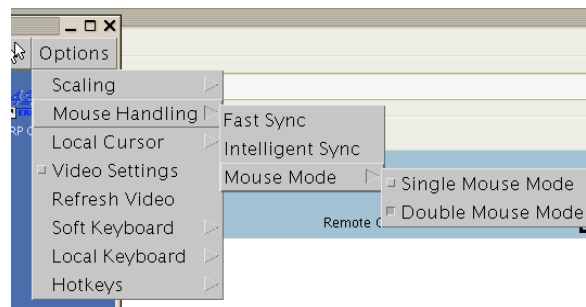 Options
Scaling
Mouse Handling
Local Cursor
Video Settings
Refresh Video
Soft Keyboard
Local Keyboard
Hotkeys
Fast Sync
Intelligent Sync
Mouse Mode
Single Mouse Mode
Double Mouse Mode
Remote